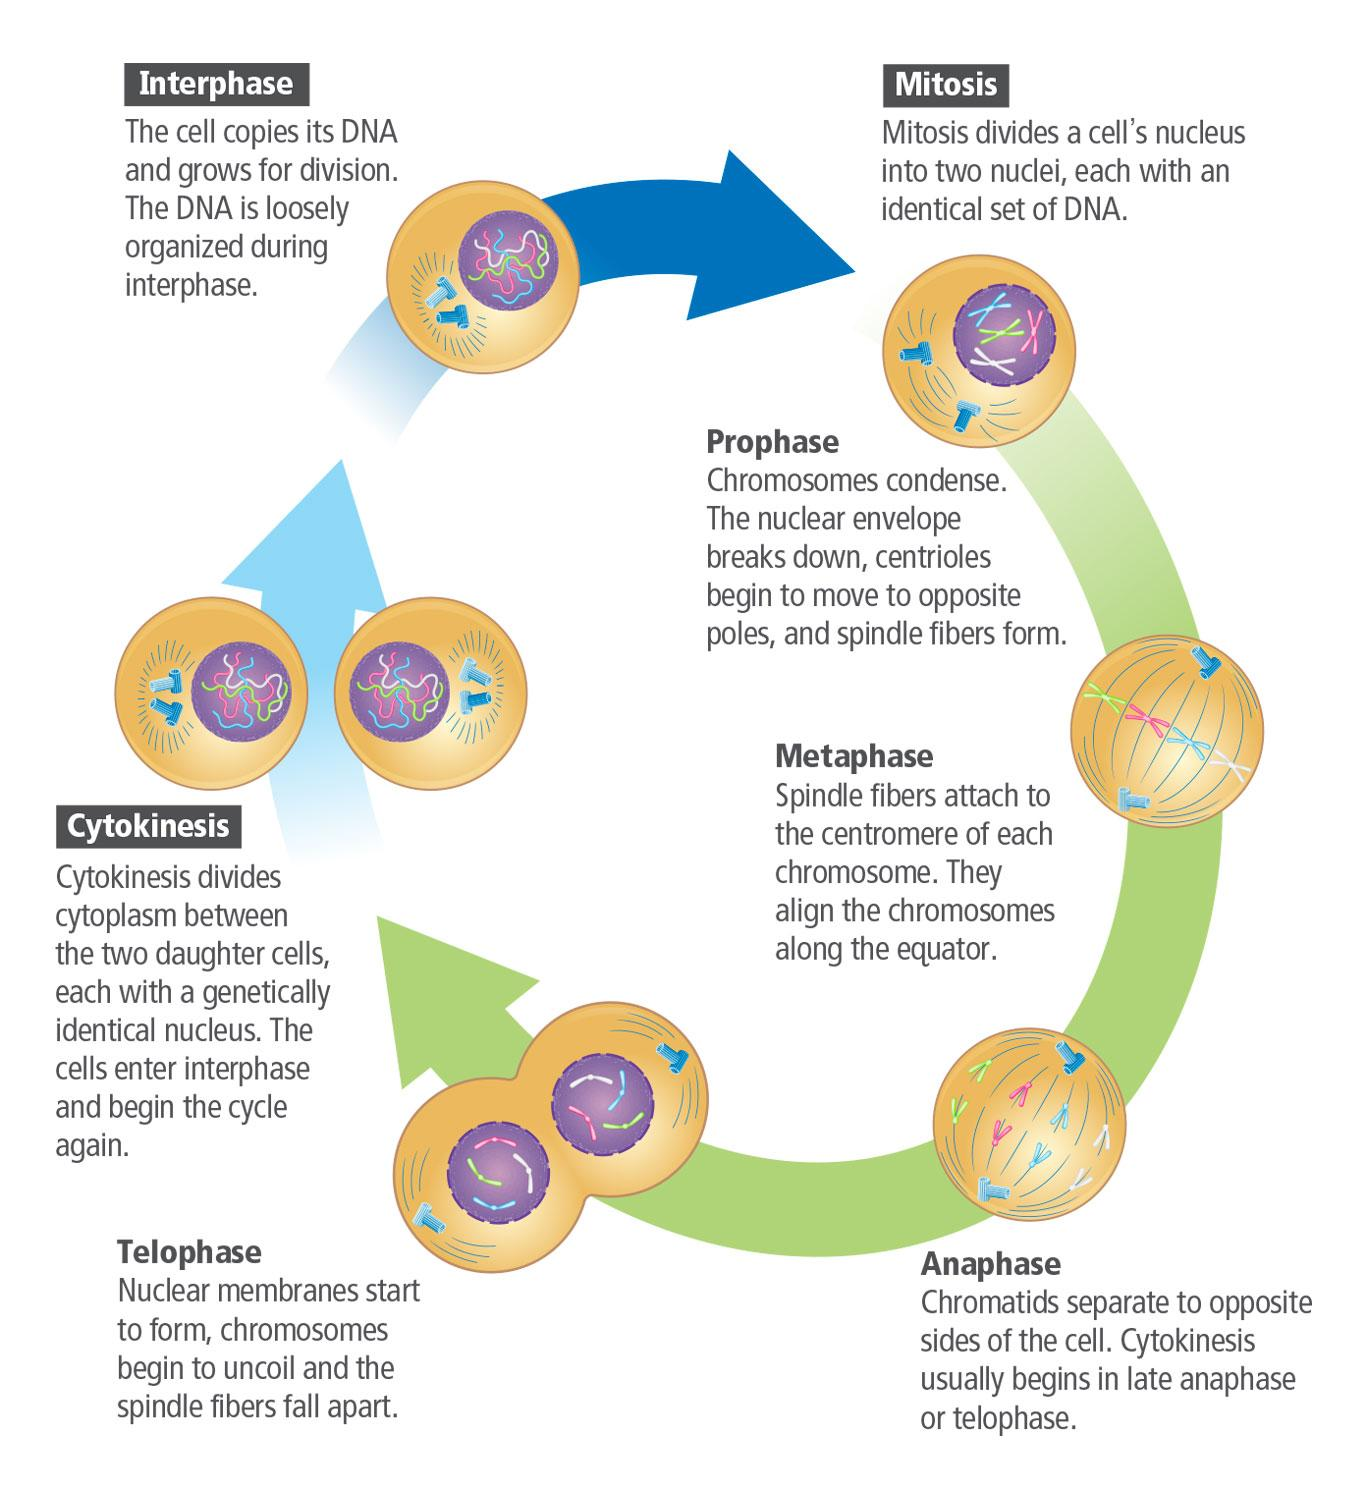 Interphase
The cell copies its DNA
and grows for division.
The DNA is loosely
organized during
interphase.
Mitosis
Mitosis divides a cell’s nucleus
into two nuclei, each with an
identical set of DNA.
Prophase
Chromosomes condense.
The nuclear envelope
breaks down, centrioles
begin to move to opposite
poles, and spindle fibers form.
Metaphase
Spindle fibers attach to
the centromere of each
chromosome. They
align the chromosomes
along the equator.
Anaphase
Chromatids separate to opposite
sides of the cell. Cytokinesis
usually begins in late anaphase
or telophase.
Telophase
Nuclear membranes start
to form, chromosomes
begin to uncoil and the
spindle fibers fall apart.
Cytokinesis
Cytokinesis divides
cytoplasm between
the two daughter cells,
each with a genetically
identical nucleus. The
cells enter interphase
and begin the cycle
again.